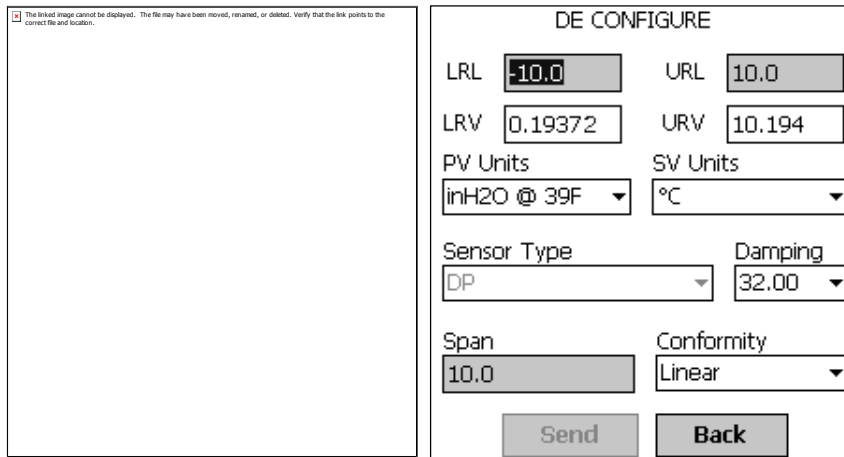 The linked image cannot be displayed. The file may have been moved, renamed, or deleted. Verify that the link points to the
correct file and location.
DE CONFIGURE
LRL -10.0 URL 10.0
LRV 0.19372 URV 10.194
PV Units SV Units
inH2O @ 39F °C
Sensor Type Damping
DP 32.00
Span Conformity
10.0 Linear
Send Back